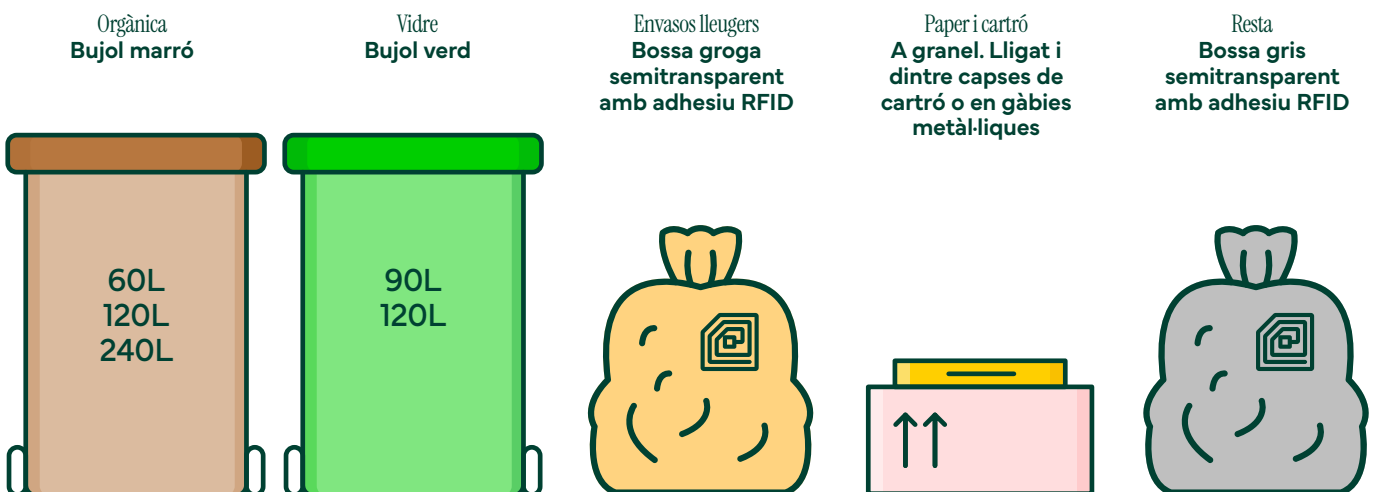 Orgànica
Bujol marró
Vidre
Bujol verd
Envasos lleugers
Bossa groga
semitransparent
amb adhesiu RFID
Paper i cartró
A granel. Lligat i
dintre capses de
cartró o en gàbies
metàl·liques
Resta
Bossa gris
semitransparent
amb adhesiu RFID
60L
120L
240L
90L
120L